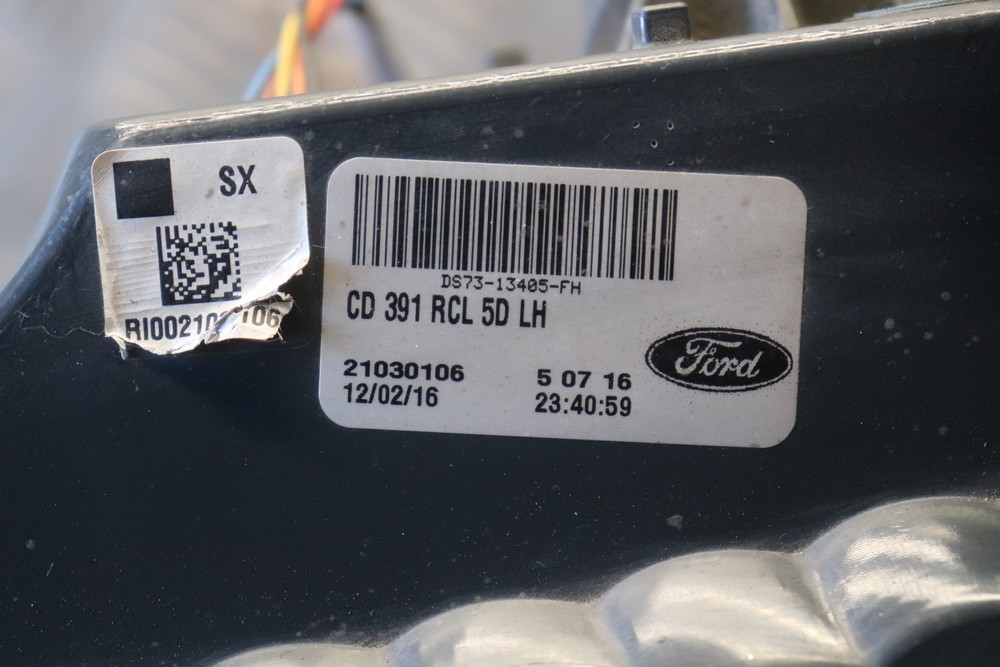 SX
DS73-13405-FH
CD 391 RCL 5D LH
21030106 5 07 16
12/02/16 23:40:59
Ford